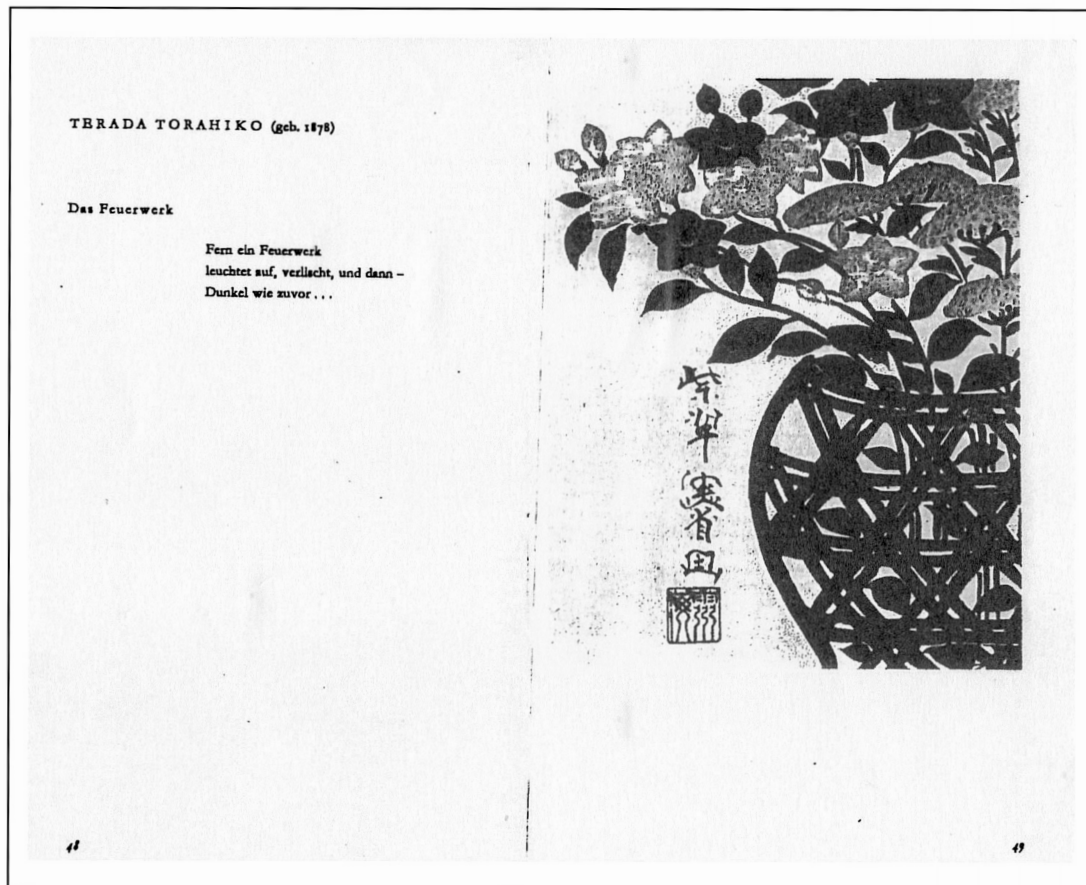 TERADA TORAHIKO (geb. 1878)
Das Feuerwerk
Fern ein Feuerwerk
leuchtet auf, verlischt, und dann –
Dunkel wie zuvor...
48
49